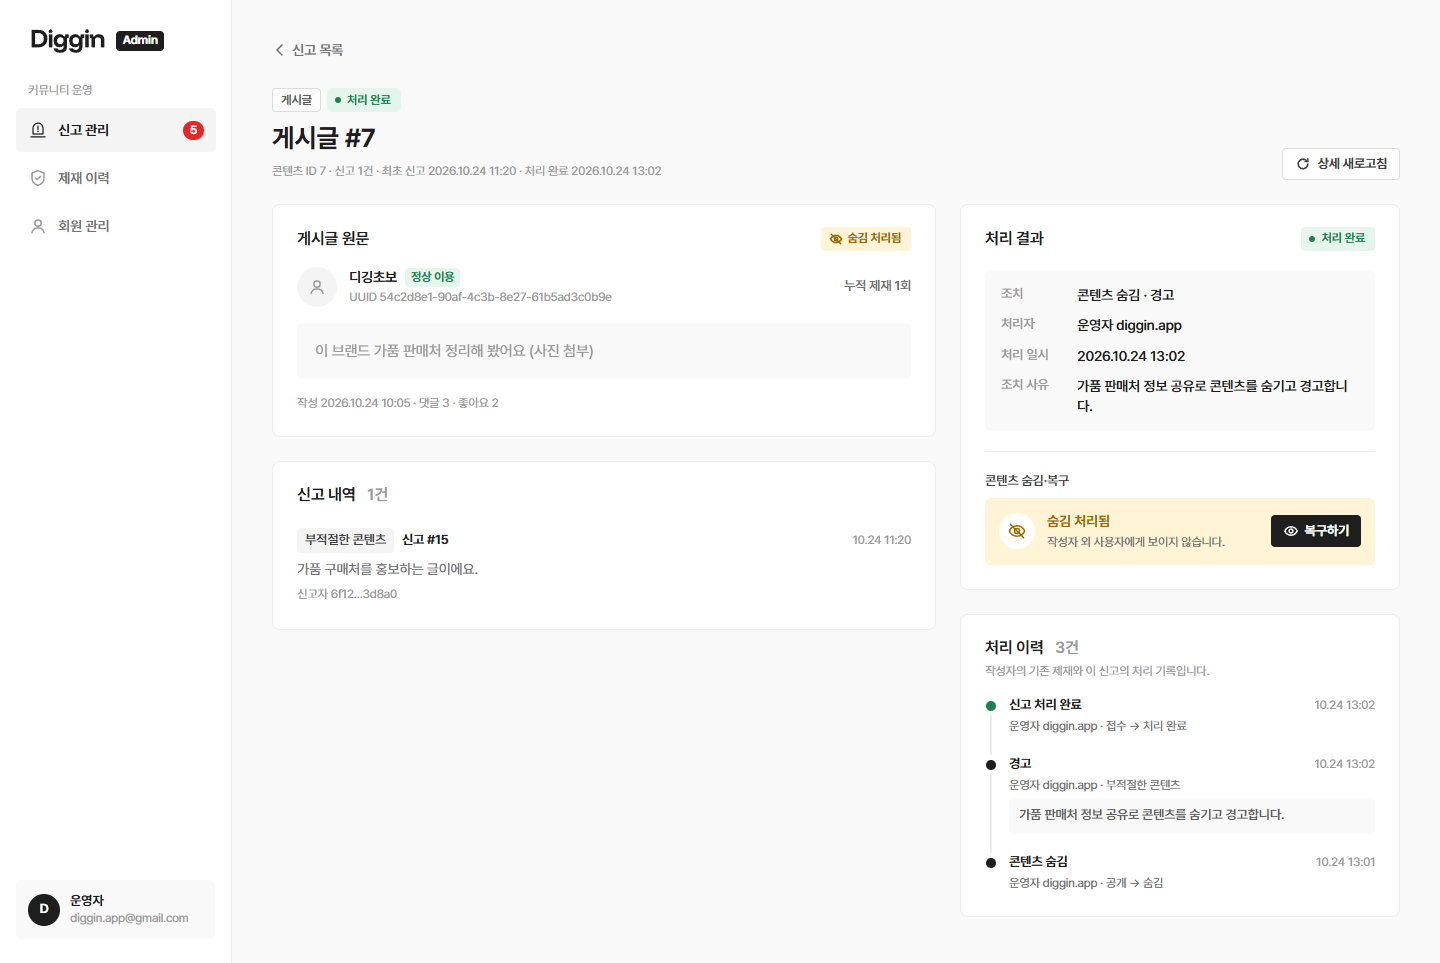 Diggin Admin
커뮤니티 운영
신고 관리 5
제재 이력
회원 관리
D
운영자
diggin.app@gmail.com
신고 목록
게시글 처리 완료
게시글 #7
콘텐츠 ID 7 · 신고 1건 · 최초 신고 2026.10.24 11:20 · 처리 완료 2026.10.24 13:02
상세 새로고침
게시글 원문 숨김 처리됨
디깅초보 정상 이용
UUID 54c2d8e1-90af-4c3b-8e27-61b5ad3c0b9e
누적 제재 1회
이 브랜드 가품 판매처 정리해 봤어요 (사진 첨부)
작성 2026.10.24 10:05 · 댓글 3 · 좋아요 2
신고 내역 1건
부적절한 콘텐츠 신고 #15 10.24 11:20
가품 구매처를 홍보하는 글이에요.
신고자 6f12...3d8a0
처리 결과 처리 완료
조치 콘텐츠 숨김 · 경고
처리자 운영자 diggin.app
처리 일시 2026.10.24 13:02
조치 사유 가품 판매처 정보 공유로 콘텐츠를 숨기고 경고합니
다.
콘텐츠 숨김·복구
숨김 처리됨
작성자 외 사용자에게 보이지 않습니다.
복구하기
처리 이력 3건
작성자의 기존 제재와 이 신고의 처리 기록입니다.
신고 처리 완료 10.24 13:02
운영자 diggin.app · 접수 → 처리 완료
경고 10.24 13:02
운영자 diggin.app · 부적절한 콘텐츠
가품 판매처 정보 공유로 콘텐츠를 숨기고 경고합니다.
콘텐츠 숨김 10.24 13:01
운영자 diggin.app · 공개 → 숨김